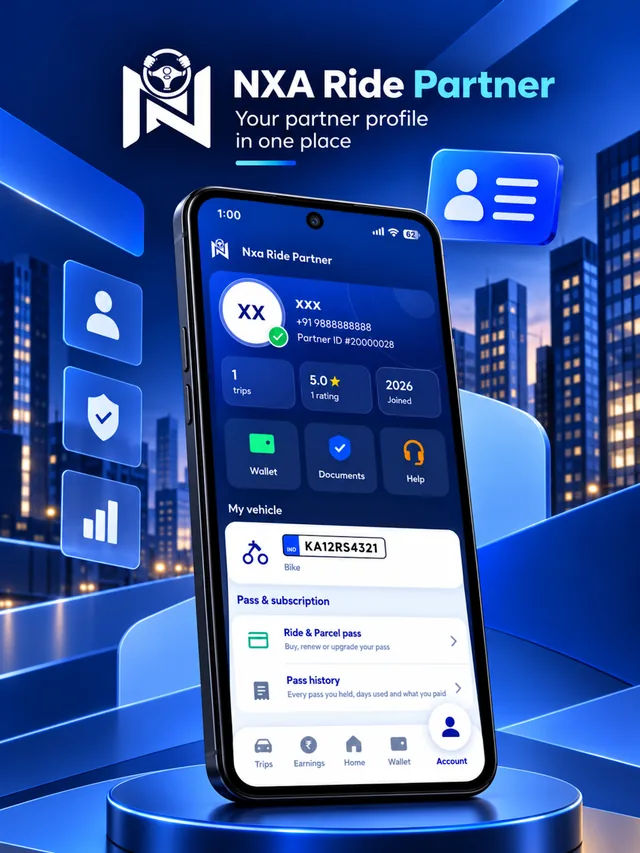 NXA Ride Partner
Your partner profile
in one place
1:00
62
N
Nxa Ride Partner
XX
XXX
+91 9888888888
Partner ID #20000028
1
trips
5.0★
1 rating
2026
Joined
Wallet
Documents
Help
My vehicle
IND KA12RS4321
Bike
Pass & subscription
Ride & Parcel pass
Buy, renew or upgrade your pass
Pass history
Every pass you held, days used and what you paid
Trips
₹
Earnings
Home
Wallet
Account